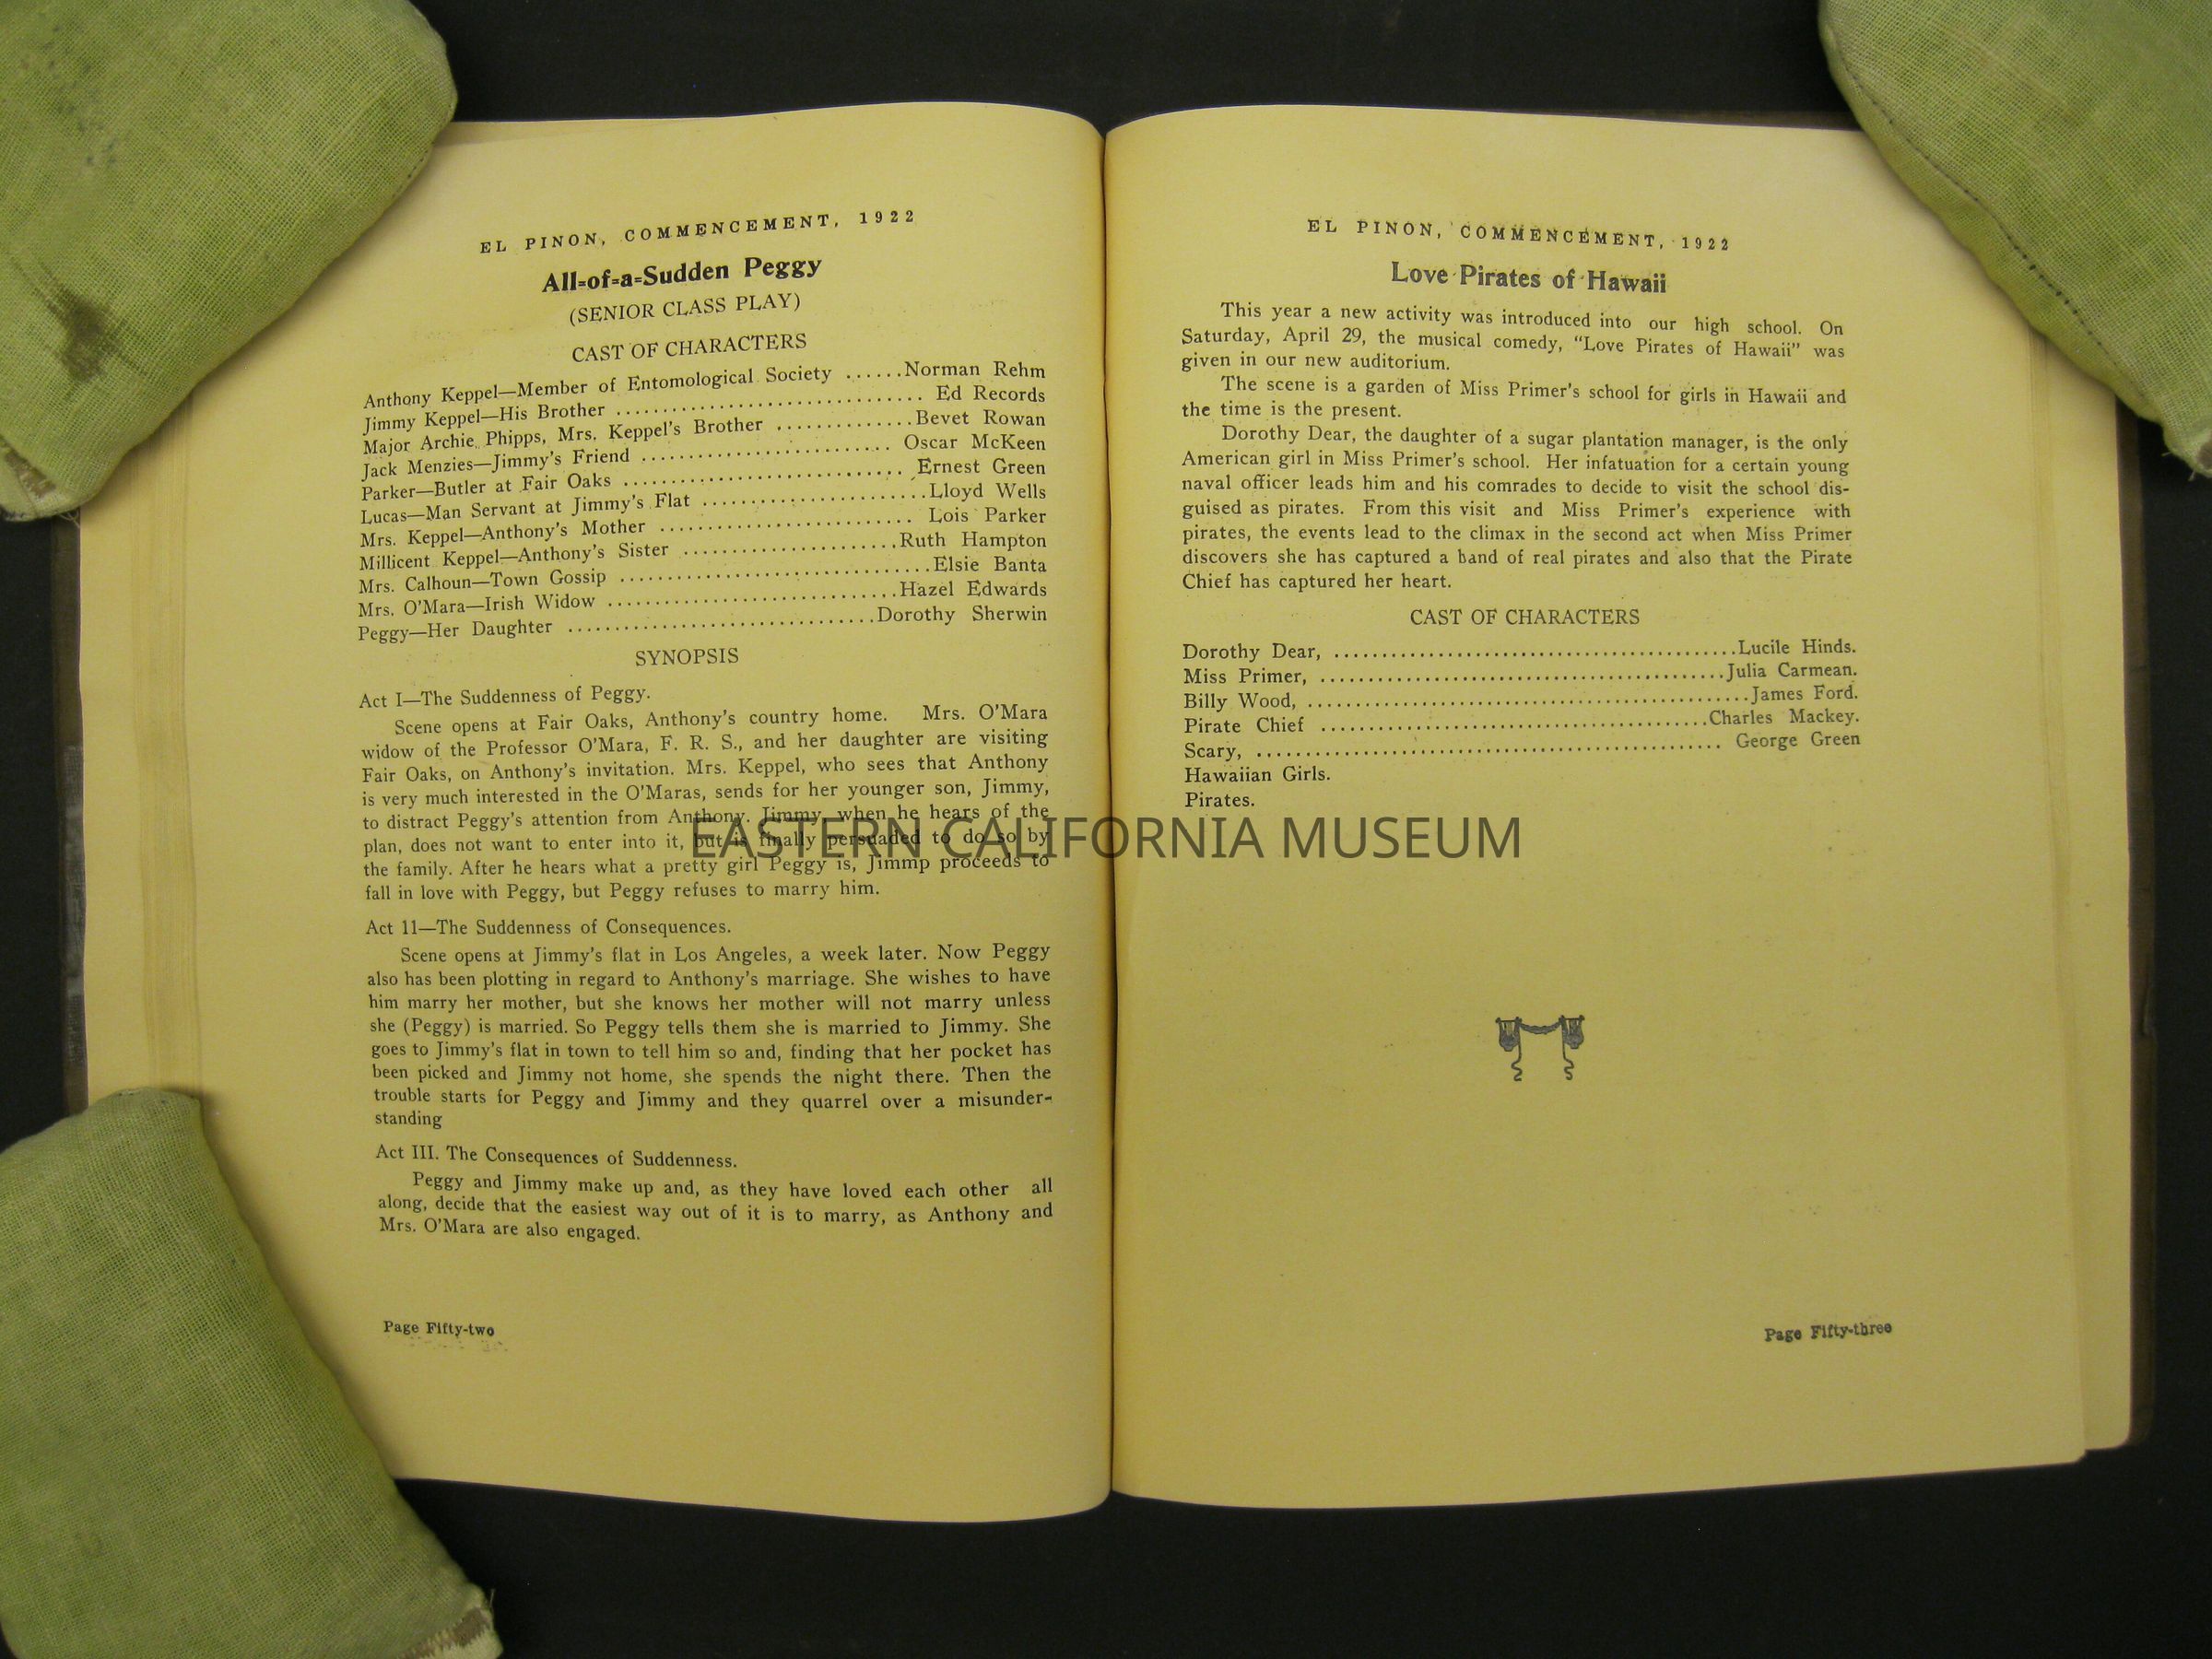 EL PINON, COMMENCEMENT, 1922
All-of-a-Sudden Peggy
(SENIOR CLASS PLAY)
CAST OF CHARACTERS
Anthony Keppel—Member of Entomological Society ......Norman Rehm
Jimmy Keppel—His Brother ................................. Ed Records
Major Archie Phipps, Mrs. Keppel's Brother ...............Bevet Rowan
Jack Menzies—Jimmy's Friend ........................... Oscar McKeen
Parker—Butler at Fair Oaks .............................. Ernest Green
Lucas—Man Servant at Jimmy's Flat ........................Lloyd Wells
Mrs. Keppel—Anthony's Mother ........................... Lois Parker
Millicent Keppel—Anthony's Sister .......................Ruth Hampton
Mrs. Calhoun—Town Gossip .................................Elsie Banta
Mrs. O'Mara—Irish Widow ...............................Hazel Edwards
Peggy—Her Daughter .................................Dorothy Sherwin
SYNOPSIS
Act I—The Suddenness of Peggy.
Scene opens at Fair Oaks, Anthony's country home. Mrs. O'Mara
widow of the Professor O'Mara, F. R. S., and her daughter are visiting
Fair Oaks, on Anthony's invitation. Mrs. Keppel, who sees that Anthony
is very much interested in the O'Maras, sends for her younger son, Jimmy,
to distract Peggy's attention from Anthony. Jimmy, when he hears of the
plan, does not want to enter into it, but is finally persuaded to do so by
the family. After he hears what a pretty girl Peggy is, Jimmp proceeds to
fall in love with Peggy, but Peggy refuses to marry him.
Act 11—The Suddenness of Consequences.
Scene opens at Jimmy's flat in Los Angeles, a week later. Now Peggy
also has been plotting in regard to Anthony's marriage. She wishes to have
him marry her mother, but she knows her mother will not marry unless
she (Peggy) is married. So Peggy tells them she is married to Jimmy. She
goes to Jimmy's flat in town to tell him so and, finding that her pocket has
been picked and Jimmy not home, she spends the night there. Then the
trouble starts for Peggy and Jimmy and they quarrel over a misunder-
standing
Act III. The Consequences of Suddenness.
Peggy and Jimmy make up and, as they have loved each other all
along, decide that the easiest way out of it is to marry, as Anthony and
Mrs. O'Mara are also engaged.
Page Fifty-two
EL PINON, COMMENCEMENT, 1922
Love Pirates of Hawaii
This year a new activity was introduced into our high school. On
Saturday, April 29, the musical comedy, "Love Pirates of Hawaii" was
given in our new auditorium.
The scene is a garden of Miss Primer's school for girls in Hawaii and
the time is the present.
Dorothy Dear, the daughter of a sugar plantation manager, is the only
American girl in Miss Primer's school. Her infatuation for a certain young
naval officer leads him and his comrades to decide to visit the school dis-
guised as pirates. From this visit and Miss Primer's experience with
pirates, the events lead to the climax in the second act when Miss Primer
discovers she has captured a band of real pirates and also that the Pirate
Chief has captured her heart.
CAST OF CHARACTERS
Dorothy Dear, ...........................................Lucile Hinds.
Miss Primer, ...........................................Julia Carmean.
Billy Wood, ...............................................James Ford.
Pirate Chief .........................................Charles Mackey.
Scary, .................................................. George Green
Hawaiian Girls.
Pirates.
Page Fifty-three
EASTERN CALIFORNIA MUSEUM